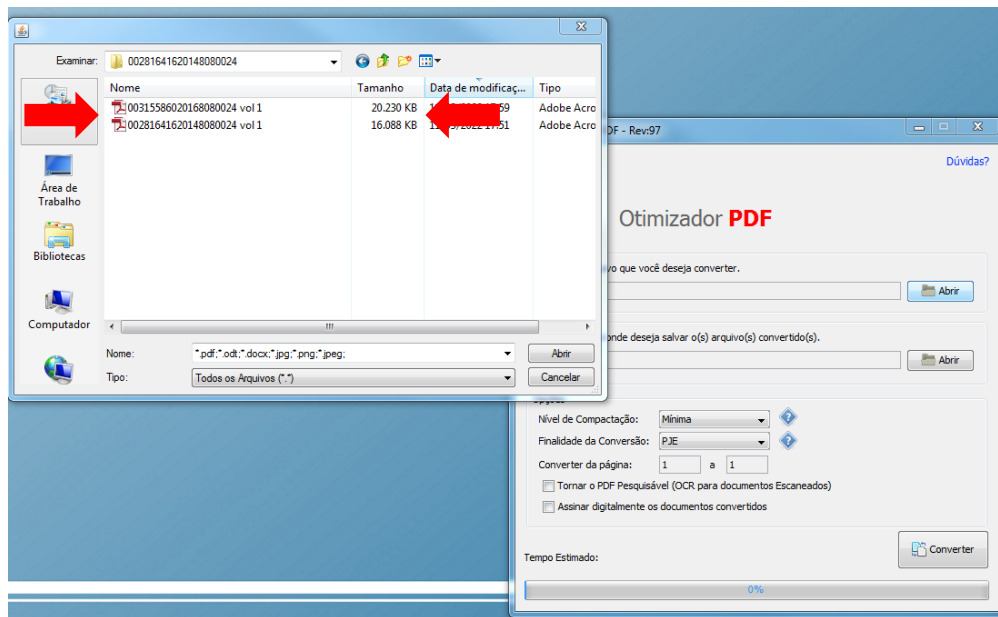 Examinar:
00281641620148080024
Nome
Tamanho
Data de modificaç...
Tipo
00315586020168080024 vol 1
20.230 KB
Adobe Acro
00281641620148080024 vol 1
16.088 KB
17:51
Adobe Acro
Área de
Trabalho
Bibliotecas
Computador
Nome:
*.pdf;*.odt;*.docx;*.jpg;*.png;*.jpeg;
Abrir
Tipo:
Todos os Arquivos (*.*)
Cancelar
DF - Rev:97
Dúvidas?
Otimizador PDF
vo que você deseja converter.
Abrir
onde deseja salvar o(s) arquivo(s) convertido(s).
Abrir
Opções
Nível de Compactação:
Mínima
Finalidade da Conversão:
PJE
Converter da página:
1
a
1
Tornar o PDF Pesquisável (OCR para documentos Escaneados)
Assinar digitalmente os documentos convertidos
Converter
Tempo Estimado:
0%